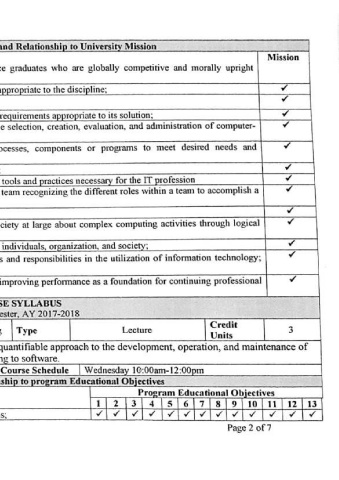 and Relationship to University Mission
Mission
graduates who are globally competitive and morally upright
appropriate to the discipline; ✓
✓
requirements appropriate to its solution; ✓
selection, creation, evaluation, and administration of computer- ✓
ocesses, components or programs to meet desired needs and ✓
✓
tools and practices necessary for the IT profession ✓
team recognizing the different roles within a team to accomplish a ✓
✓
ciety at large about complex computing activities through logical ✓
individuals, organization, and society; ✓
s and responsibilities in the utilization of information technology; ✓
improving performance as a foundation for continuing professional ✓
SE SYLLABUS
ester, AY 2017-2018
g Type Lecture Credit Units 3
quantifiable approach to the development, operation, and maintenance of
ng to software.
Course Schedule Wednesday 10:00am-12:00pm
ship to program Educational Objectives
Program Educational Objectives
1 2 3 4 5 6 7 8 9 10 11 12 13
s; ✓ ✓ ✓ ✓ ✓ ✓ ✓ ✓ ✓ ✓ ✓ ✓ ✓
Page 2 of 7